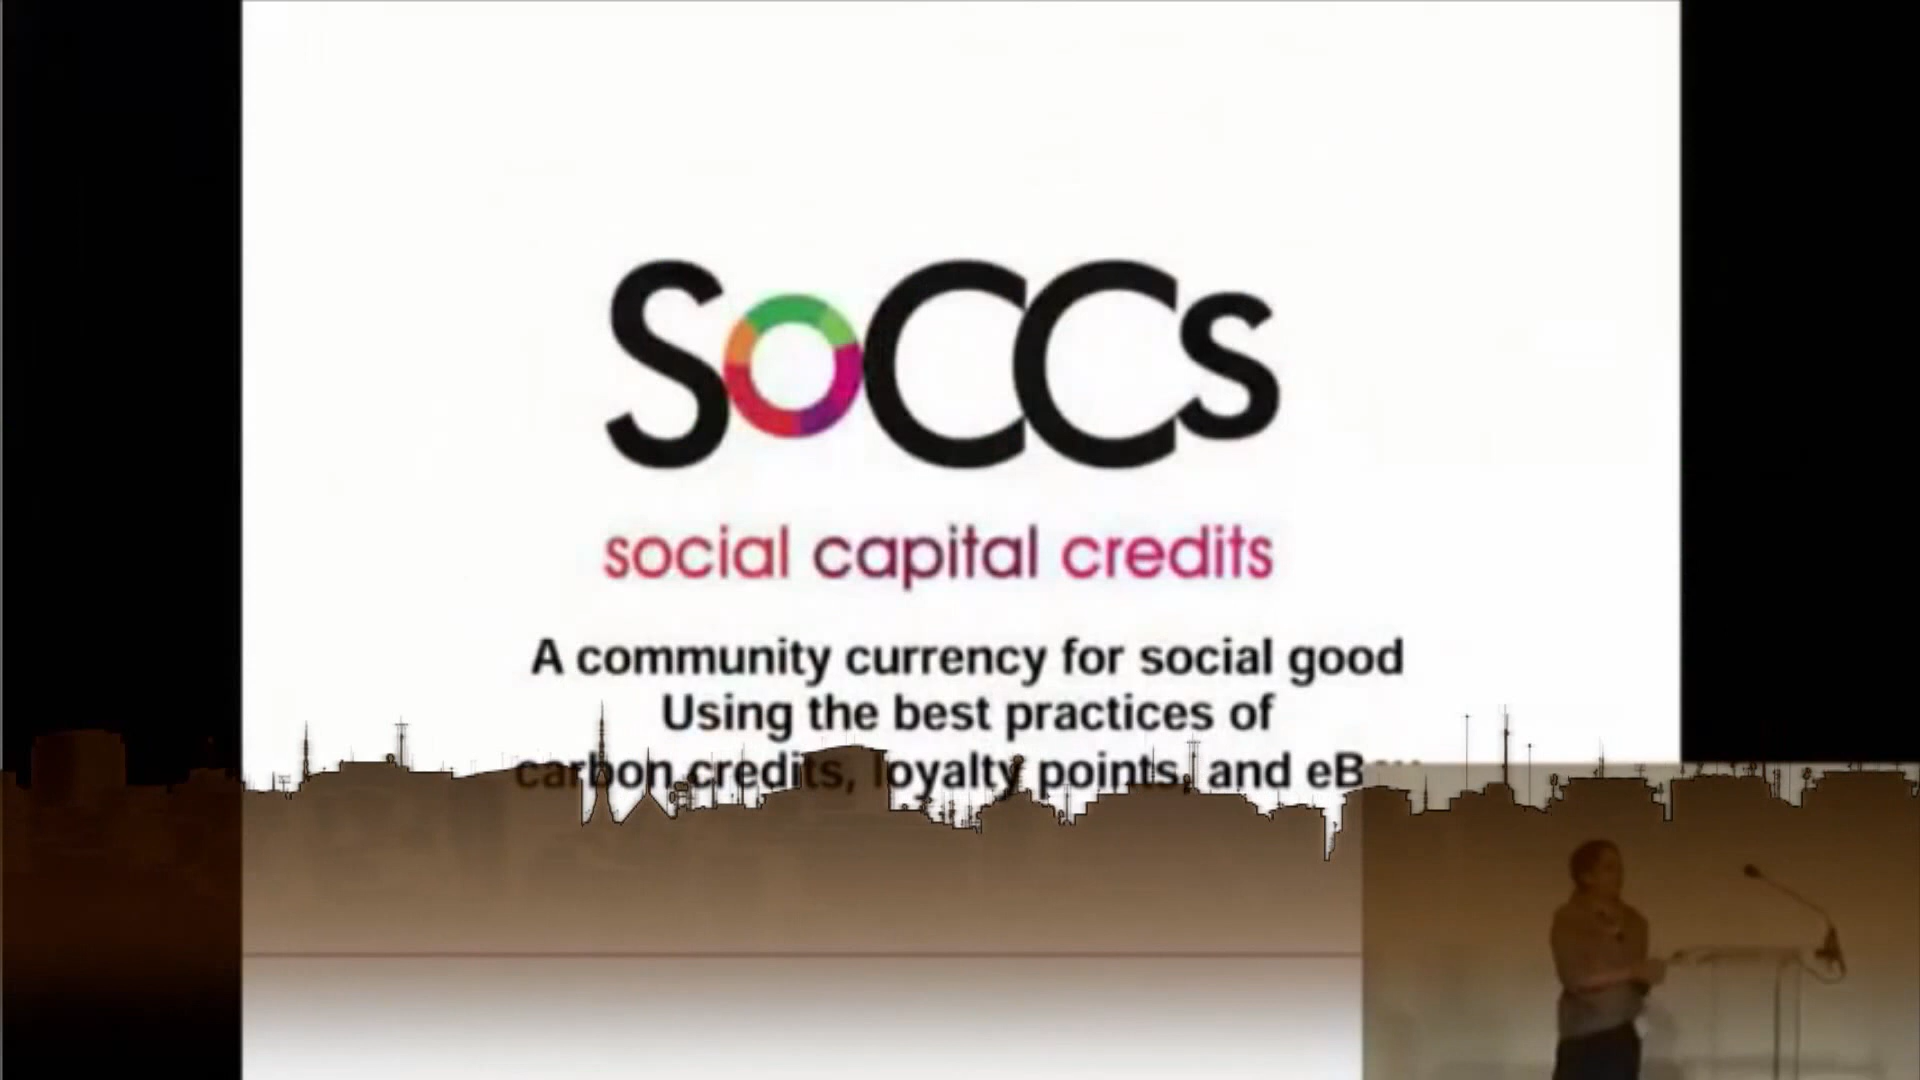 SoCCs
social capital credits
A community currency for social good
Using the best practices of
carbon credits, loyalty points, and